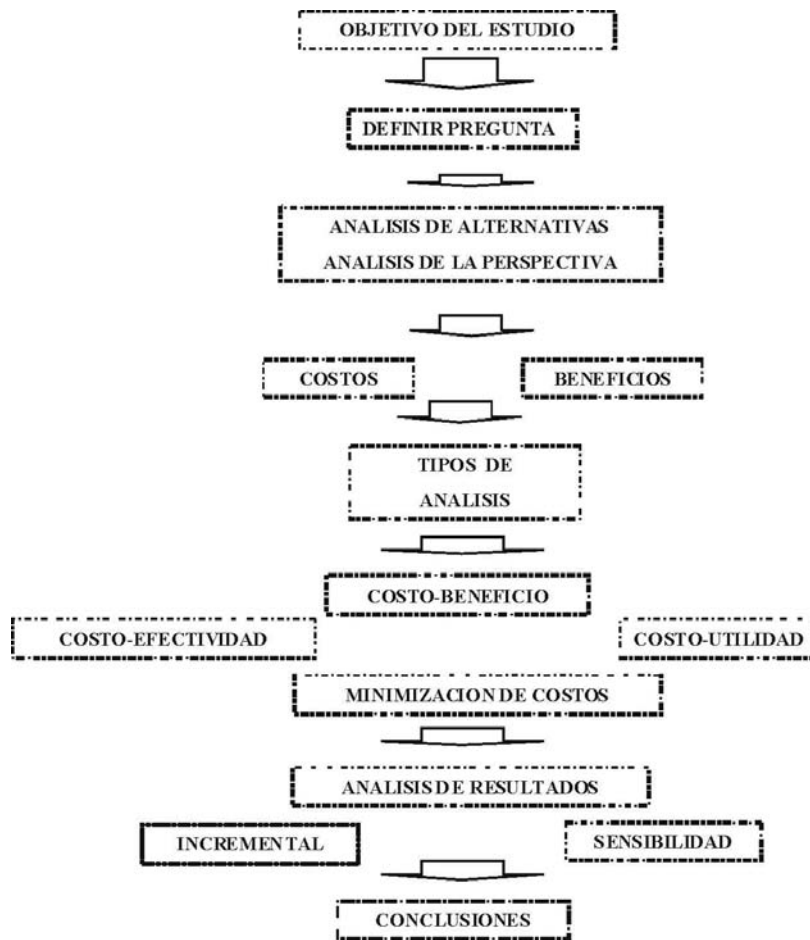 OBJETIVO DEL ESTUDIO
DEFINIR PREGUNTA
ANALISIS DE ALTERNATIVAS
ANALISIS DE LA PERSPECTIVA
COSTOS
BENEFICIOS
TIPOS DE
ANALISIS
COSTO-BENEFICIO
COSTO-EFECTIVIDAD
COSTO-UTILIDAD
MINIMIZACION DE COSTOS
ANALISIS DE RESULTADOS
INCREMENTAL
SENSIBILIDAD
CONCLUSIONES